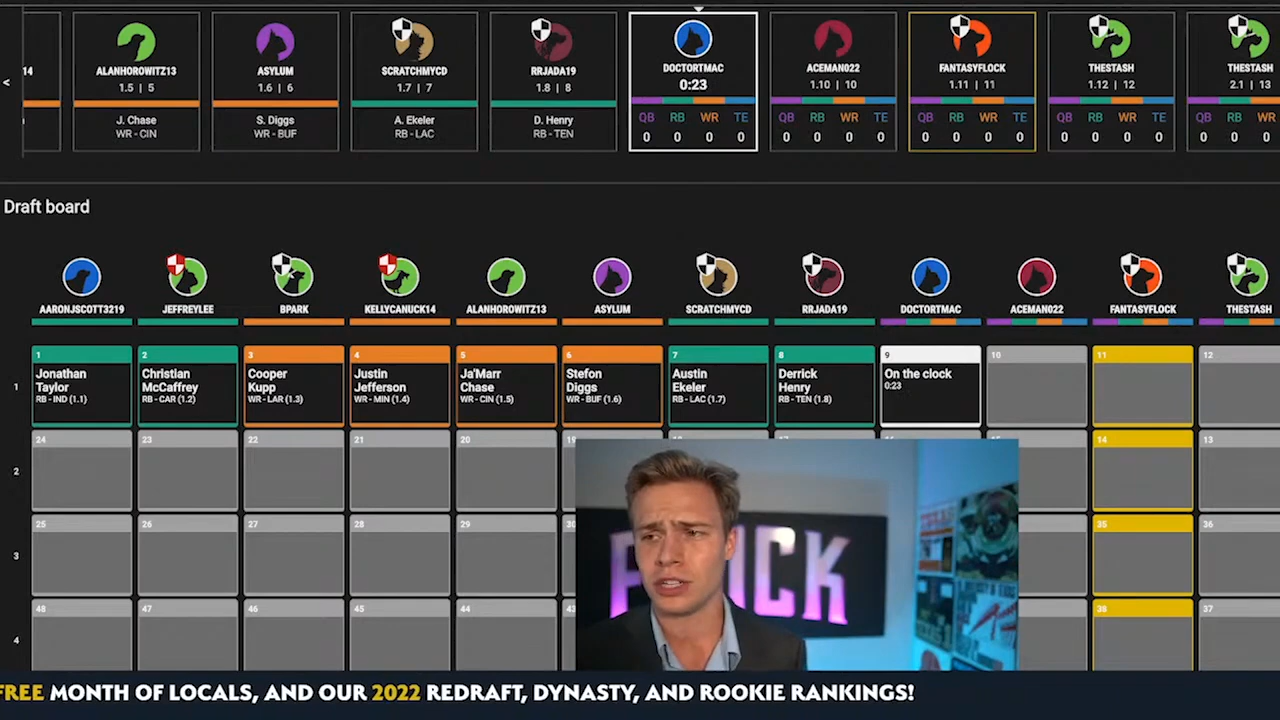 <
14
ALANHOROWITZ13
1.5 | 5
J. Chase
WR - CIN
ASYLUM
1.6 | 6
S. Diggs
WR - BUF
SCRATCHMYCD
1.7 | 7
A. Ekeler
RB - LAC
RRJADA19
1.8 | 8
D. Henry
RB - TEN
DOCTORTMAC
0:23
QB RB WR TE
0 0 0 0
ACEMAN022
1.10 | 10
QB RB WR TE
0 0 0 0
FANTASYFLOCK
1.11 | 11
QB RB WR TE
0 0 0 0
THESTASH
1.12 | 12
QB RB WR TE
0 0 0 0
THESTASH
2.1 | 13
QB RB WR
0 0 0
Draft board
AARONJSCOTT3219 JEFFREYLEE BPARK KELLYCANUCK14 ALANHOROWITZ13 ASYLUM SCRATCHMYCD RRJADA19 DOCTORTMAC ACEMAN022 FANTASYFLOCK THESTASH
1
1
Jonathan
Taylor
RB - IND (1.1)
2
Christian
McCaffrey
RB - CAR (1.2)
3
Cooper
Kupp
WR - LAR (1.3)
4
Justin
Jefferson
WR - MIN (1.4)
5
Ja'Marr
Chase
WR - CIN (1.5)
6
Stefon
Diggs
WR - BUF (1.6)
7
Austin
Ekeler
RB - LAC (1.7)
8
Derrick
Henry
RB - TEN (1.8)
9
On the clock
0:23
10
11
12
2
24 23 22 21 20 19 14 13
3
25 26 27 28 29 30 35 36
4
48 47 46 45 44 43 38 37
FREE MONTH OF LOCALS, AND OUR 2022 REDRAFT, DYNASTY, AND ROOKIE RANKINGS!